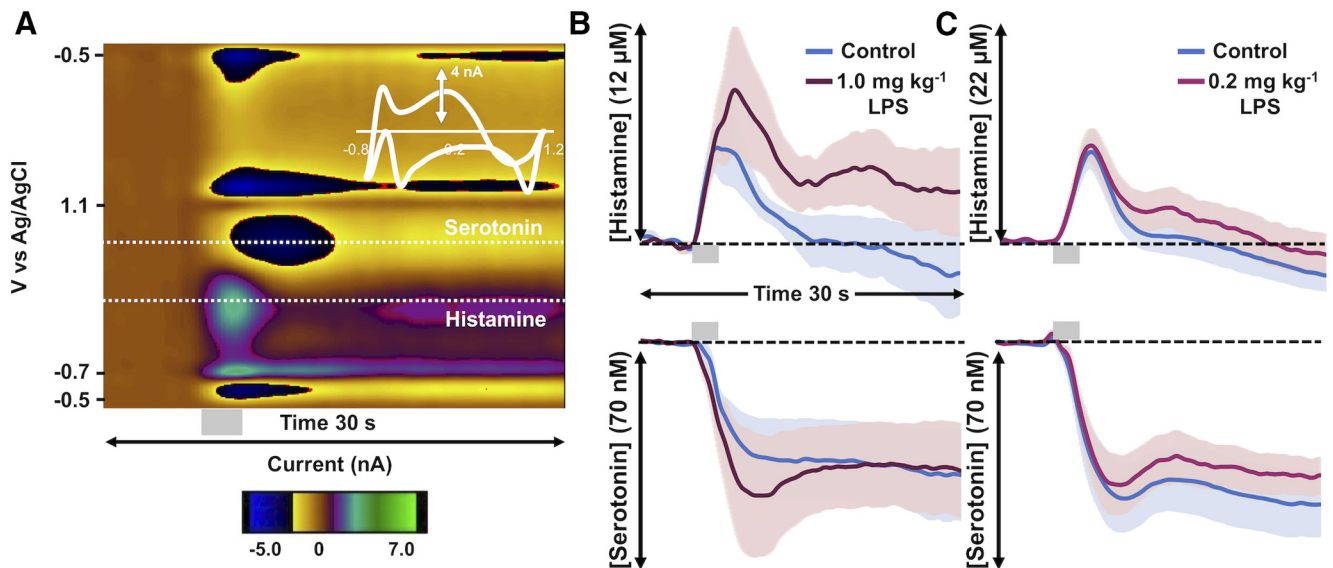 A
-0.5
1.1
-0.7
-0.5
V vs Ag/AgCl
4 nA
-0.8
0.2
1.2
Serotonin
Histamine
Time 30 s
Current (nA)
-5.0 0 7.0
B
[Histamine] (12 µM)
Control
1.0 mg kg⁻¹
LPS
Time 30 s
[Serotonin] (70 nM)
C
[Histamine] (22 µM)
Control
0.2 mg kg⁻¹
LPS
[Serotonin] (70 nM)